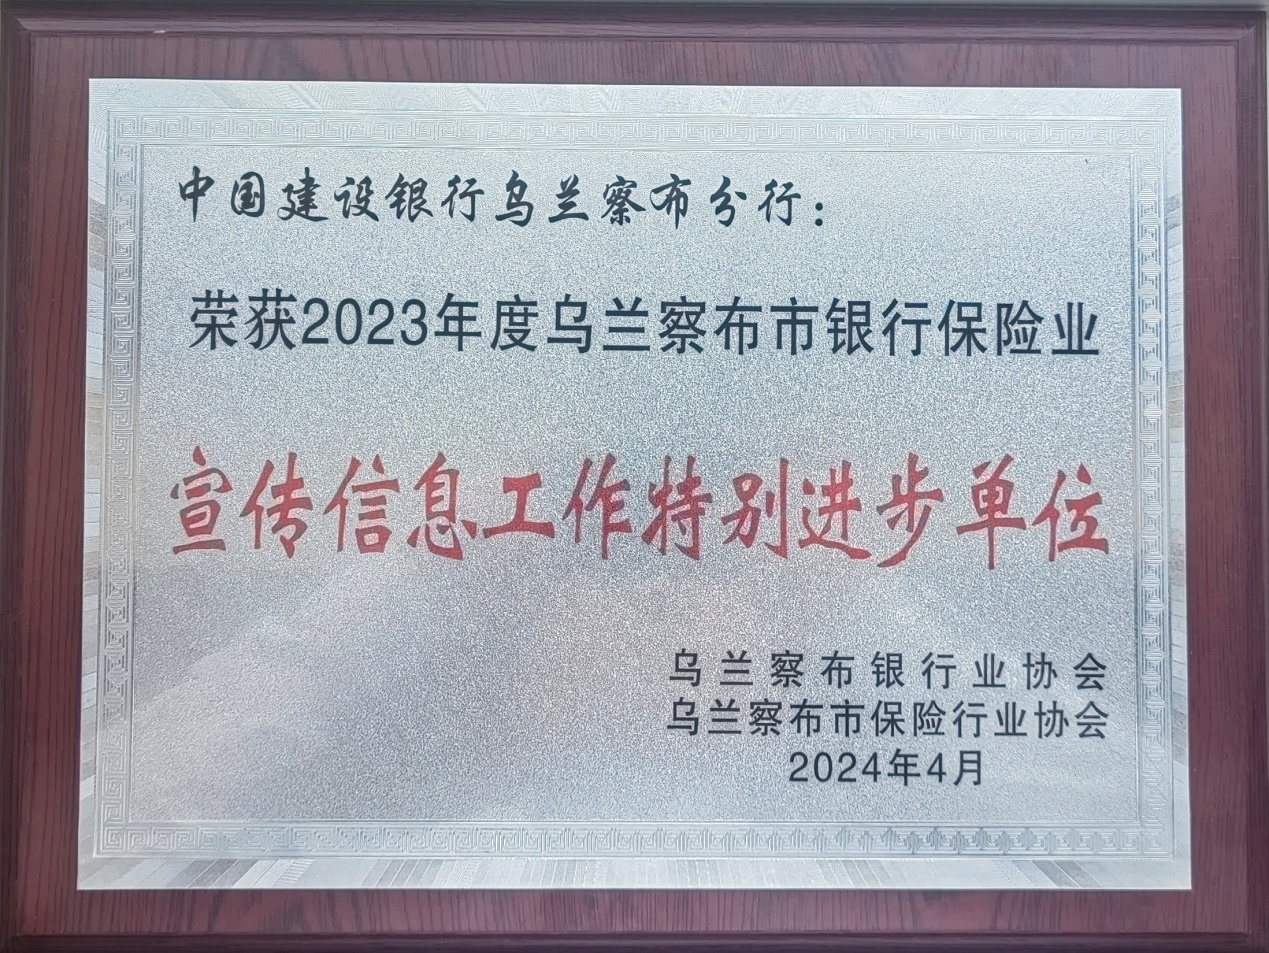 中国建设银行乌兰察布分行：
荣获2023年度乌兰察布市银行保险业
宣传信息工作特别进步单位
乌兰察布银行业协会
乌兰察布市保险行业协会
2024年4月